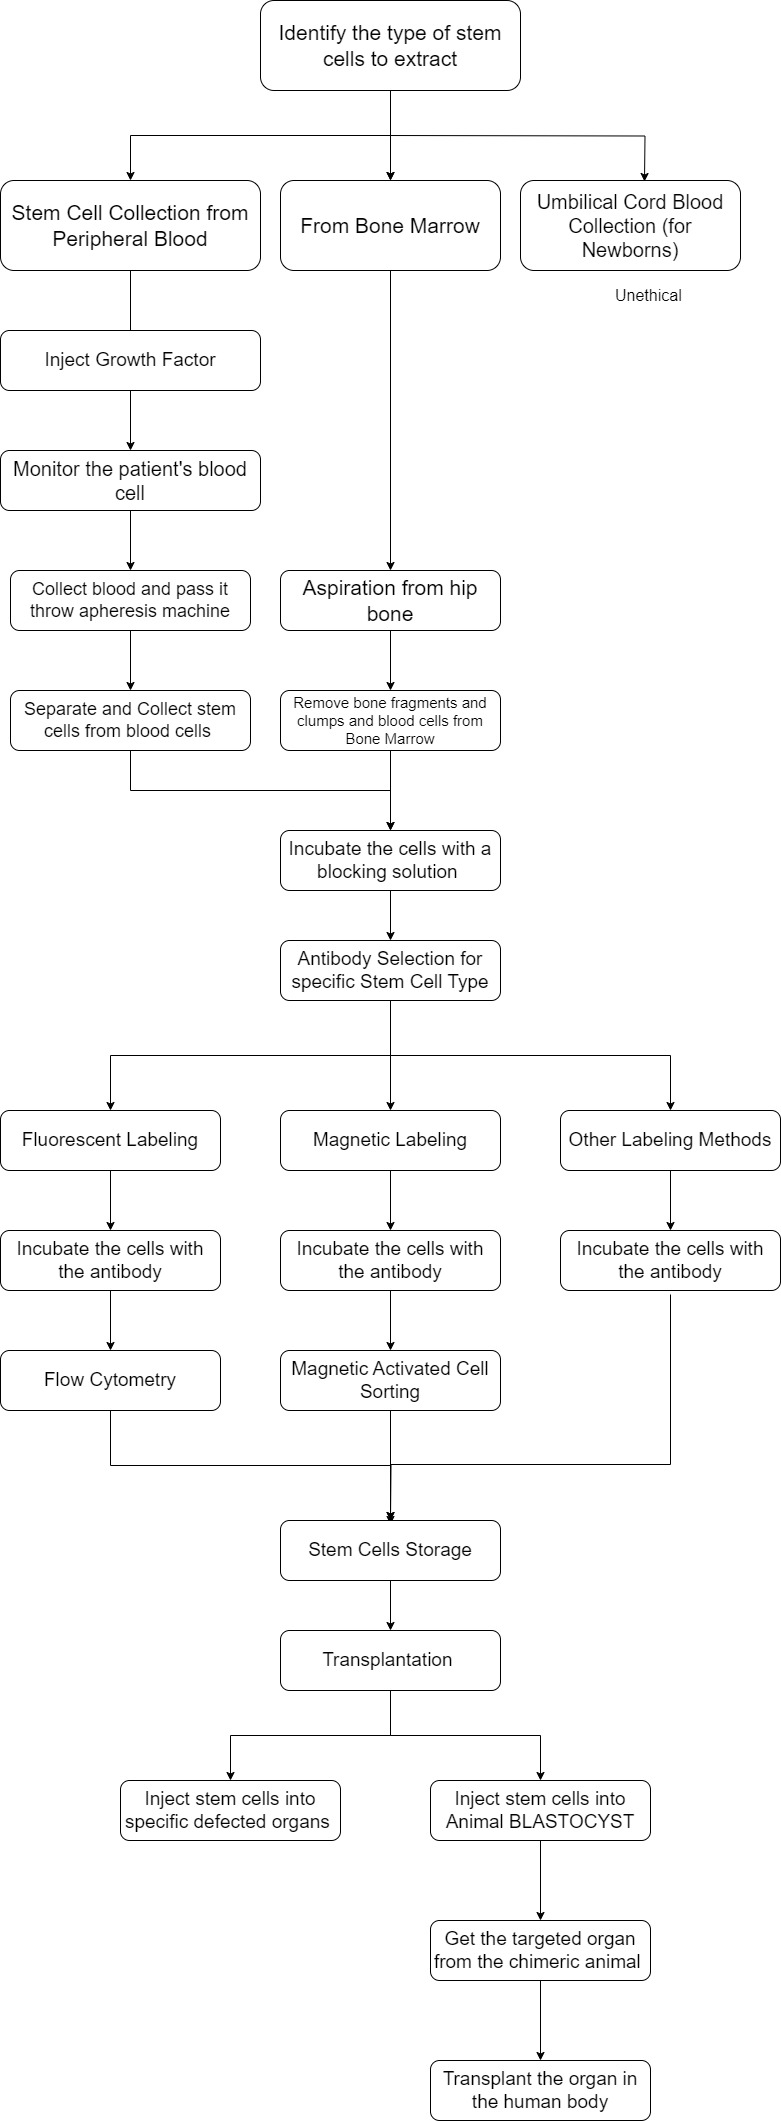 Identify the type of stem
cells to extract
Stem Cell Collection from
Peripheral Blood
From Bone Marrow
Umbilical Cord Blood
Collection (for
Newborns)
Unethical
Inject Growth Factor
Monitor the patient's blood
cell
Collect blood and pass it
throw apheresis machine
Aspiration from hip
bone
Separate and Collect stem
cells from blood cells
Remove bone fragments and
clumps and blood cells from
Bone Marrow
Incubate the cells with a
blocking solution
Antibody Selection for
specific Stem Cell Type
Fluorescent Labeling
Magnetic Labeling
Other Labeling Methods
Incubate the cells with
the antibody
Incubate the cells with
the antibody
Incubate the cells with
the antibody
Flow Cytometry
Magnetic Activated Cell
Sorting
Stem Cells Storage
Transplantation
Inject stem cells into
specific defected organs
Inject stem cells into
Animal BLASTOCYST
Get the targeted organ
from the chimeric animal
Transplant the organ in
the human body